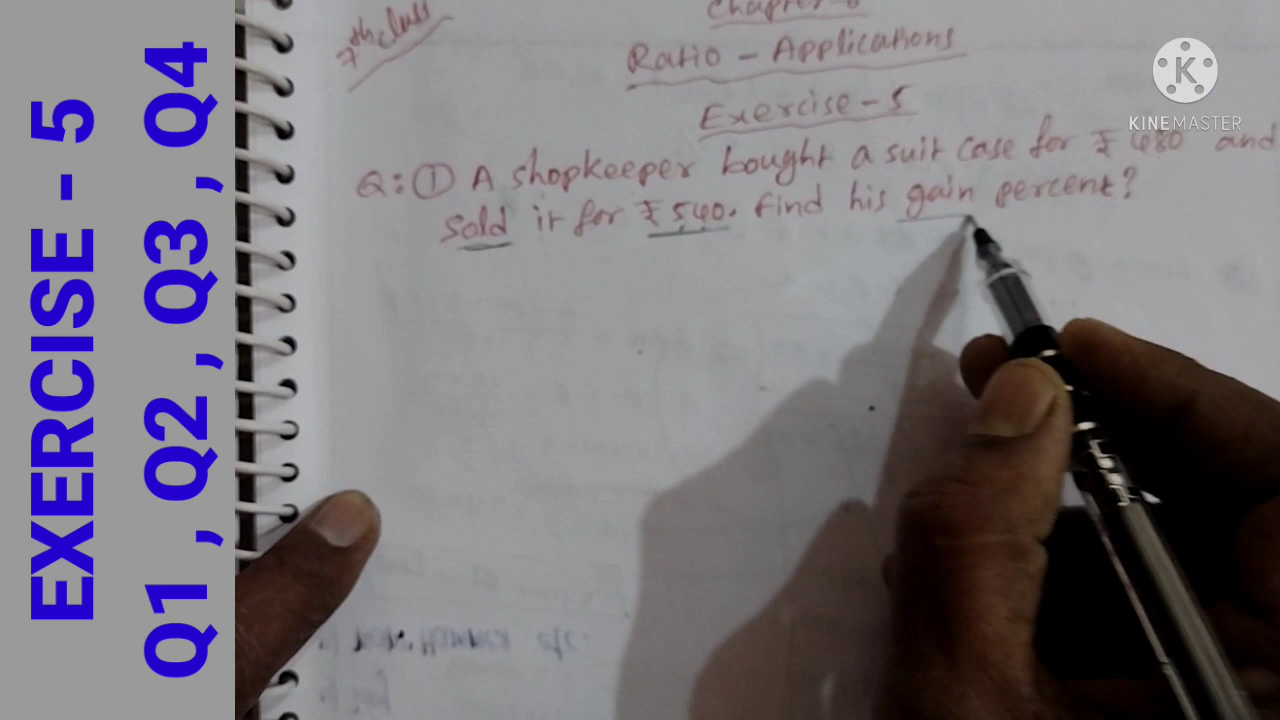 EXERCISE - 5
Q1 , Q2 , Q3 , Q4
7th class
Ratio - Applications
Exercise - 5
KINEMASTER
Q: ① A shopkeeper bought a suit case for ₹ 480 and
sold it for ₹ 540. Find his gain percent?